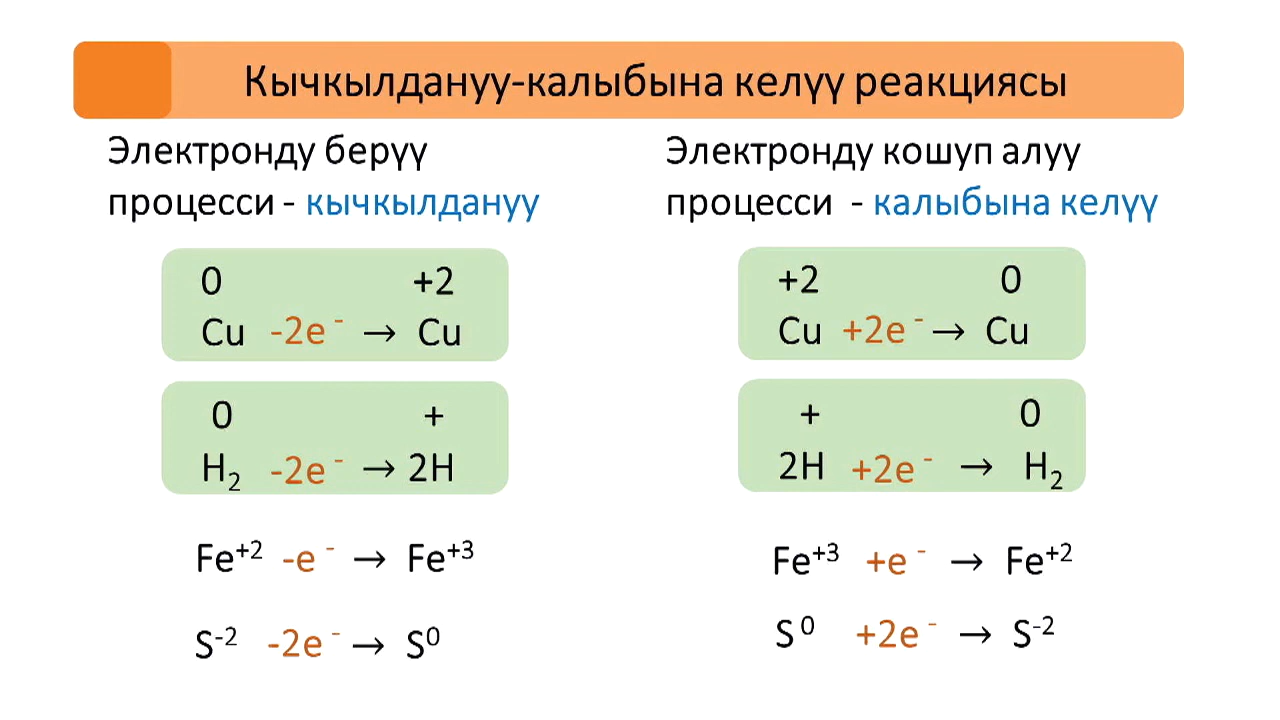 Кычкылдануу-калыбына келүү реакциясы
Электронду берүү
процесси - кычкылдануу
0 +2
Cu -2e⁻ → Cu
0 +
H₂ -2e⁻ → 2H
Fe⁺² -e⁻ → Fe⁺³
S⁻² -2e⁻ → S⁰
Электронду кошуп алуу
процесси - калыбына келүү
+2 0
Cu +2e⁻ → Cu
+ 0
2H +2e⁻ → H₂
Fe⁺³ +e⁻ → Fe⁺²
S⁰ +2e⁻ → S⁻²